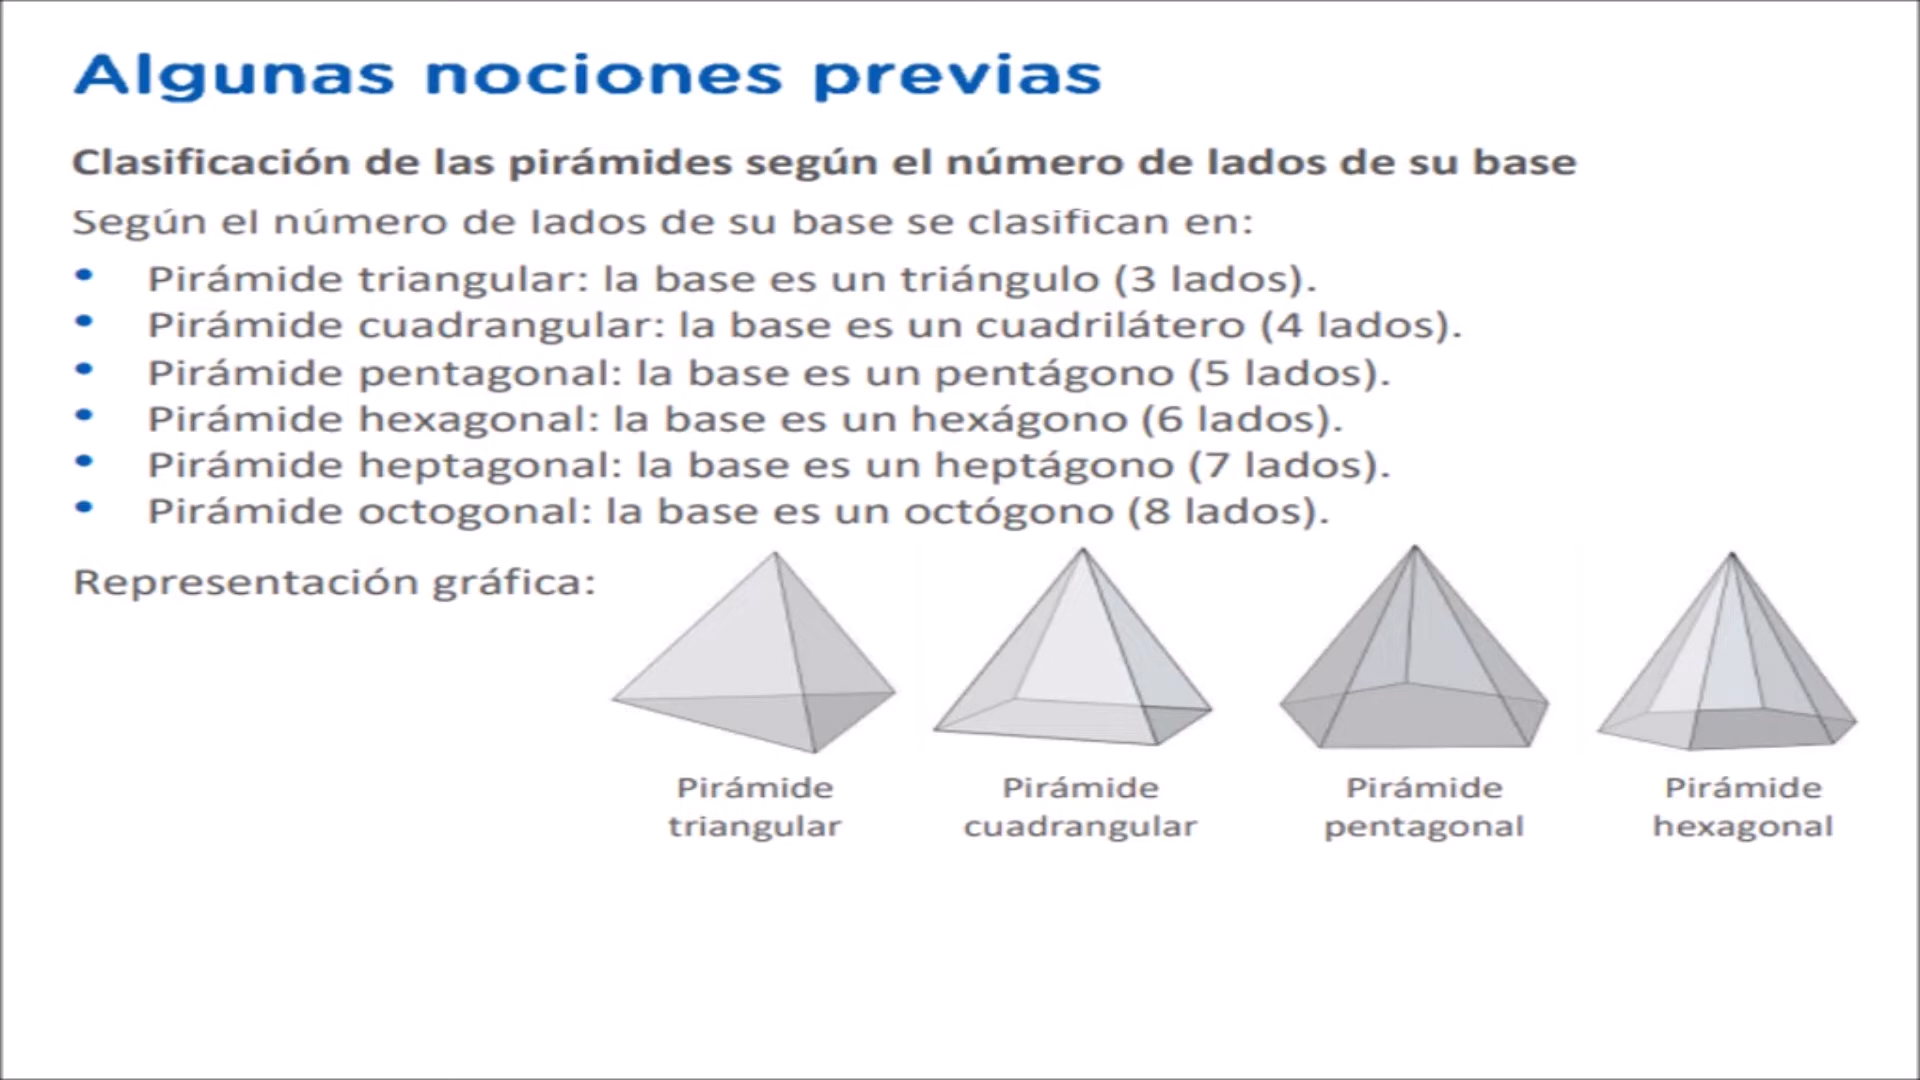 Algunas nociones previas
Clasificación de las pirámides según el número de lados de su base
Según el número de lados de su base se clasifican en:
• Pirámide triangular: la base es un triángulo (3 lados).
• Pirámide cuadrangular: la base es un cuadrilátero (4 lados).
• Pirámide pentagonal: la base es un pentágono (5 lados).
• Pirámide hexagonal: la base es un hexágono (6 lados).
• Pirámide heptagonal: la base es un heptágono (7 lados).
• Pirámide octogonal: la base es un octógono (8 lados).
Representación gráfica:
Pirámide
triangular
Pirámide
cuadrangular
Pirámide
pentagonal
Pirámide
hexagonal